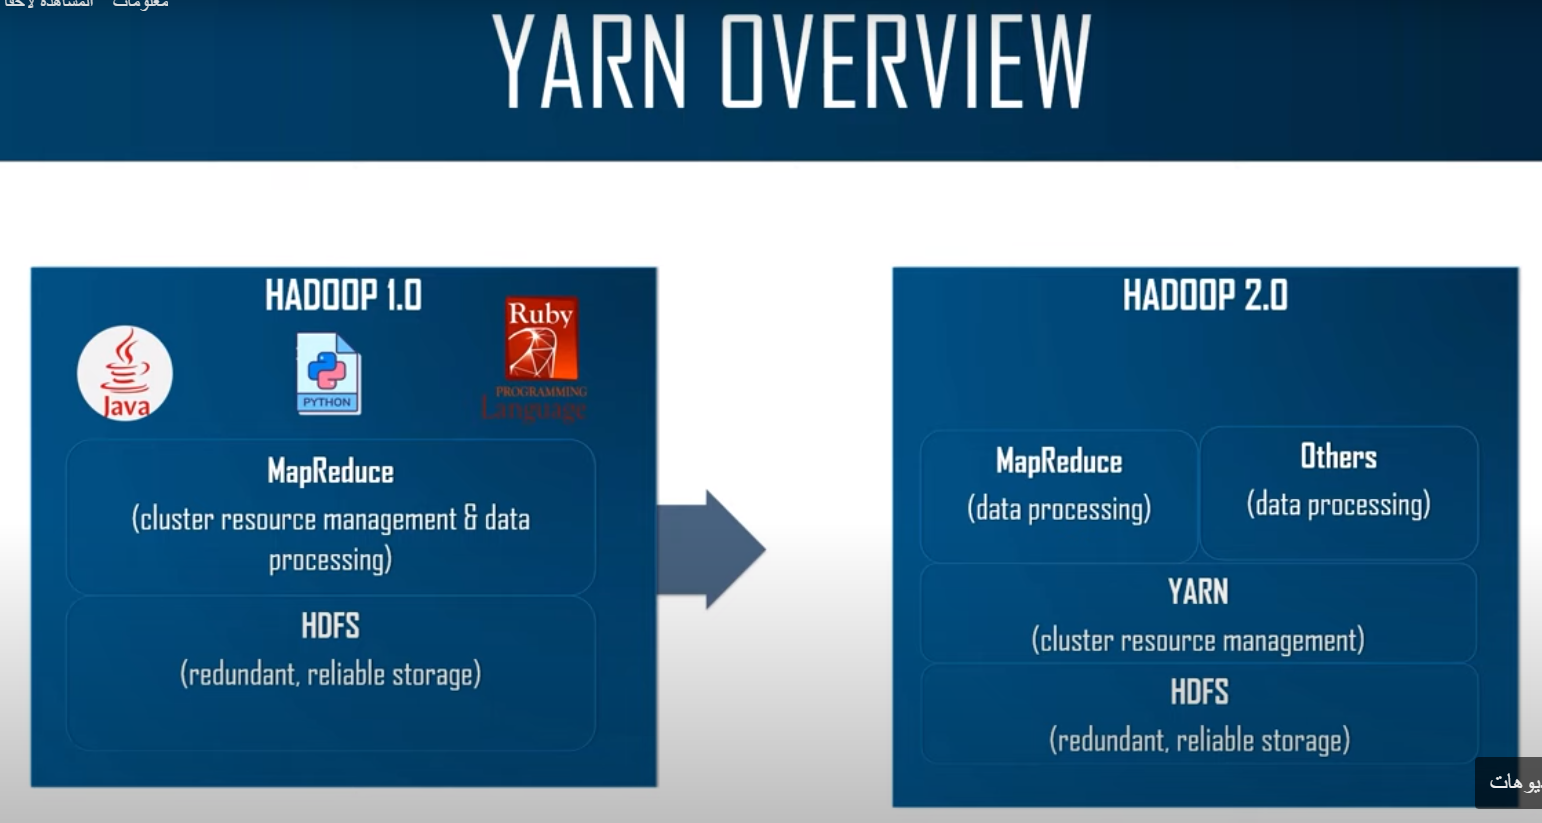 معلومات المشاهدة لاحقًا
YARN OVERVIEW
HADOOP 1.0
Java
PYTHON
Ruby
PROGRAMMING
Language
MapReduce
(cluster resource management & data
processing)
HDFS
(redundant, reliable storage)
HADOOP 2.0
MapReduce
(data processing)
Others
(data processing)
YARN
(cluster resource management)
HDFS
(redundant, reliable storage)